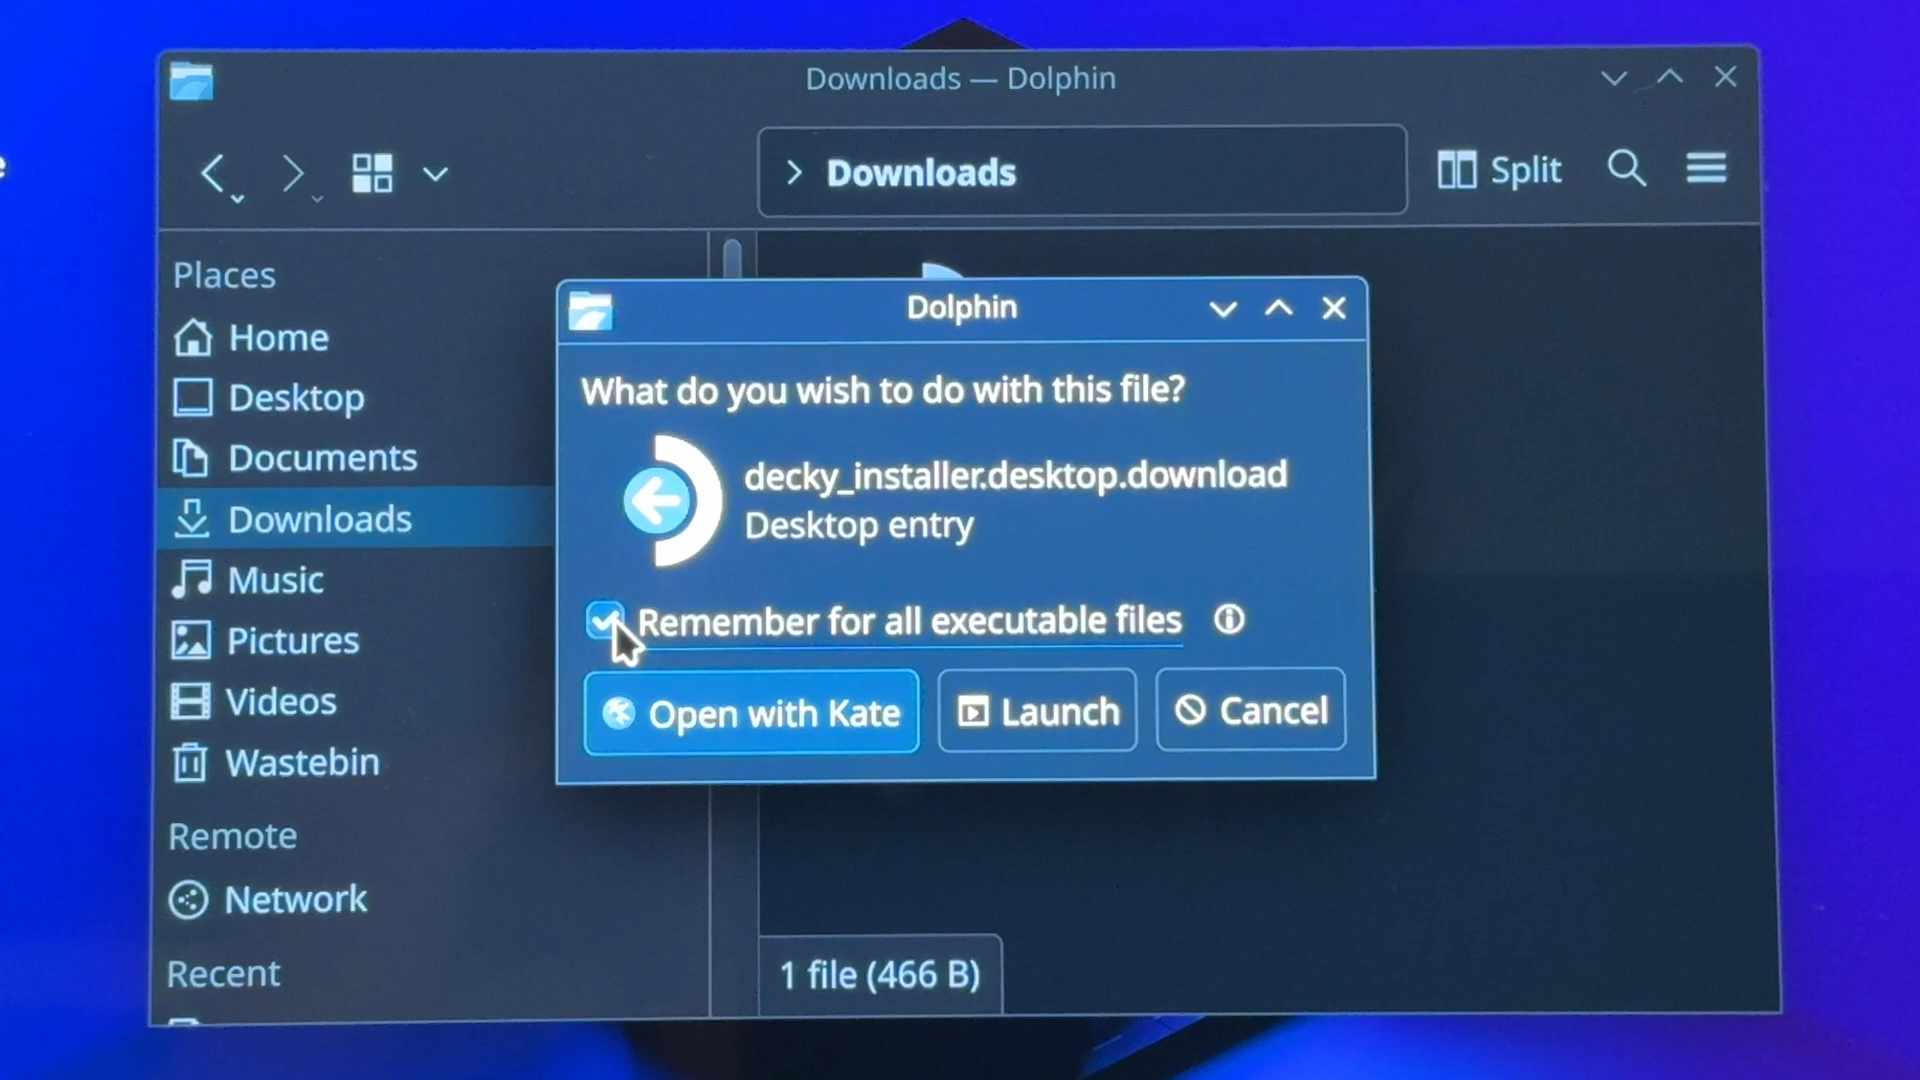 Downloads — Dolphin
Downloads
Split
Places
Home
Desktop
Documents
Downloads
Music
Pictures
Videos
Wastebin
Remote
Network
Recent
Dolphin
What do you wish to do with this file?
decky_installer.desktop.download
Desktop entry
Remember for all executable files
Open with Kate
Launch
Cancel
1 file (466 B)